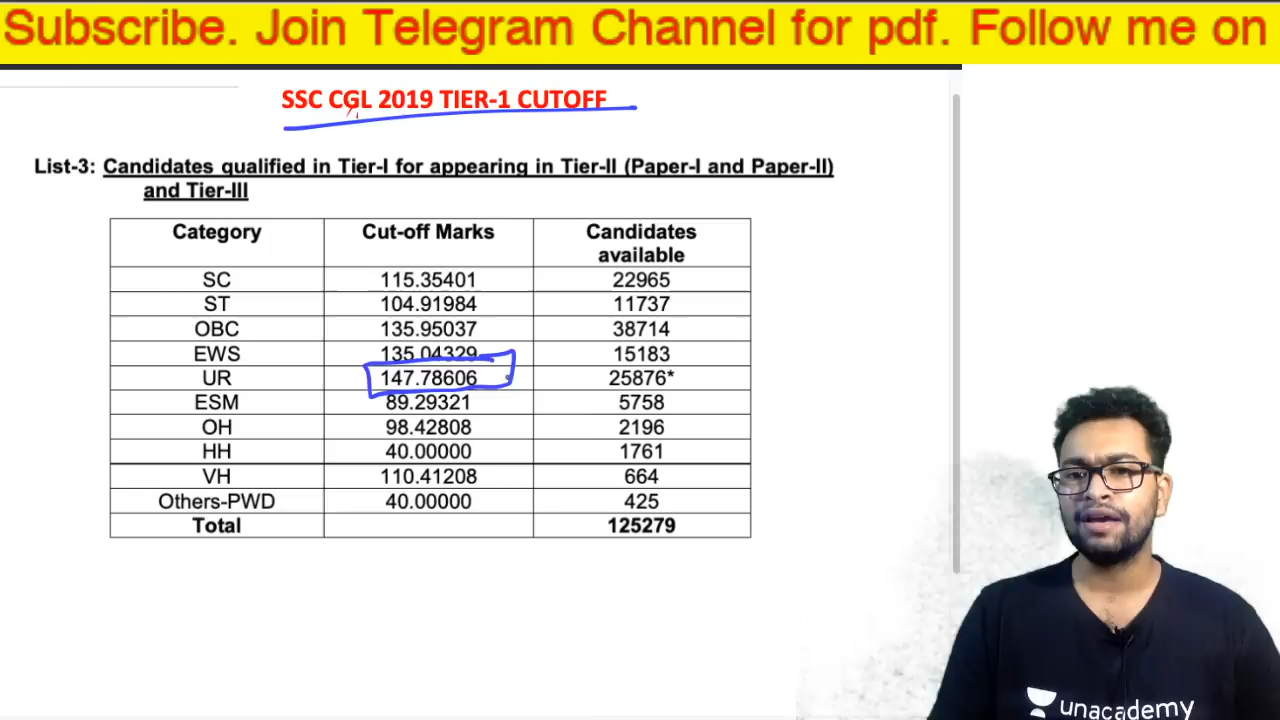 Subscribe. Join Telegram Channel for pdf. Follow me on
SSC CGL 2019 TIER-1 CUTOFF
List-3: Candidates qualified in Tier-I for appearing in Tier-II (Paper-I and Paper-II)
and Tier-III
Category Cut-off Marks Candidates available
SC 115.35401 22965
ST 104.91984 11737
OBC 135.95037 38714
EWS 135.04329 15183
UR 147.78606 25876*
ESM 89.29321 5758
OH 98.42808 2196
HH 40.00000 1761
VH 110.41208 664
Others-PWD 40.00000 425
Total 125279
unacademy